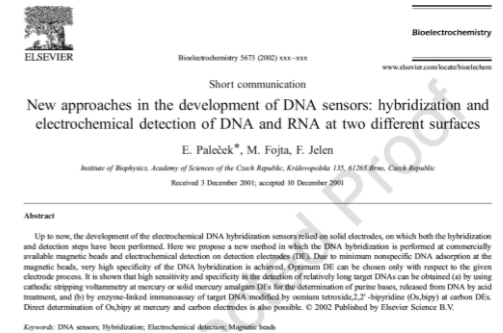 ELSEVIER
Bioelectrochemistry
Bioelectrochemistry 5673 (2002) xxx–xxx
www.elsevier.com/locate/bioelechem
Short communication
New approaches in the development of DNA sensors: hybridization and
electrochemical detection of DNA and RNA at two different surfaces
E. Paleček*, M. Fojta, F. Jelen
Institute of Biophysics, Academy of Sciences of the Czech Republic, Královopolska 135, 61265 Brno, Czech Republic
Received 3 December 2001; accepted 10 December 2001
Abstract
Up to now, the development of the electrochemical DNA hybridization sensors relied on solid electrodes, on which both the hybridization
and detection steps have been performed. Here we propose a new method in which the DNA hybridization is performed at commercially
available magnetic beads and electrochemical detection on detection electrodes (DE). Due to minimum nonspecific DNA adsorption at the
magnetic beads, very high specificity of the DNA hybridization is achieved. Optimum DE can be chosen only with respect to the given
electrode process. It is shown that high sensitivity and specificity in the detection of relatively long target DNAs can be obtained (a) by using
cathodic stripping voltammetry at mercury or solid mercury amalgam DEs for the determination of purine bases, released from DNA by acid
treatment, and (b) by enzyme-linked immunoassay of target DNA modified by osmium tetroxide,2,2′ -bipyridine (Os,bipy) at carbon DEs.
Direct determination of Os,bipy at mercury and carbon electrodes is also possible. © 2002 Published by Elsevier Science B.V.
Keywords: DNA sensors; Hybridization; Electrochemical detection; Magnetic beads
Proof